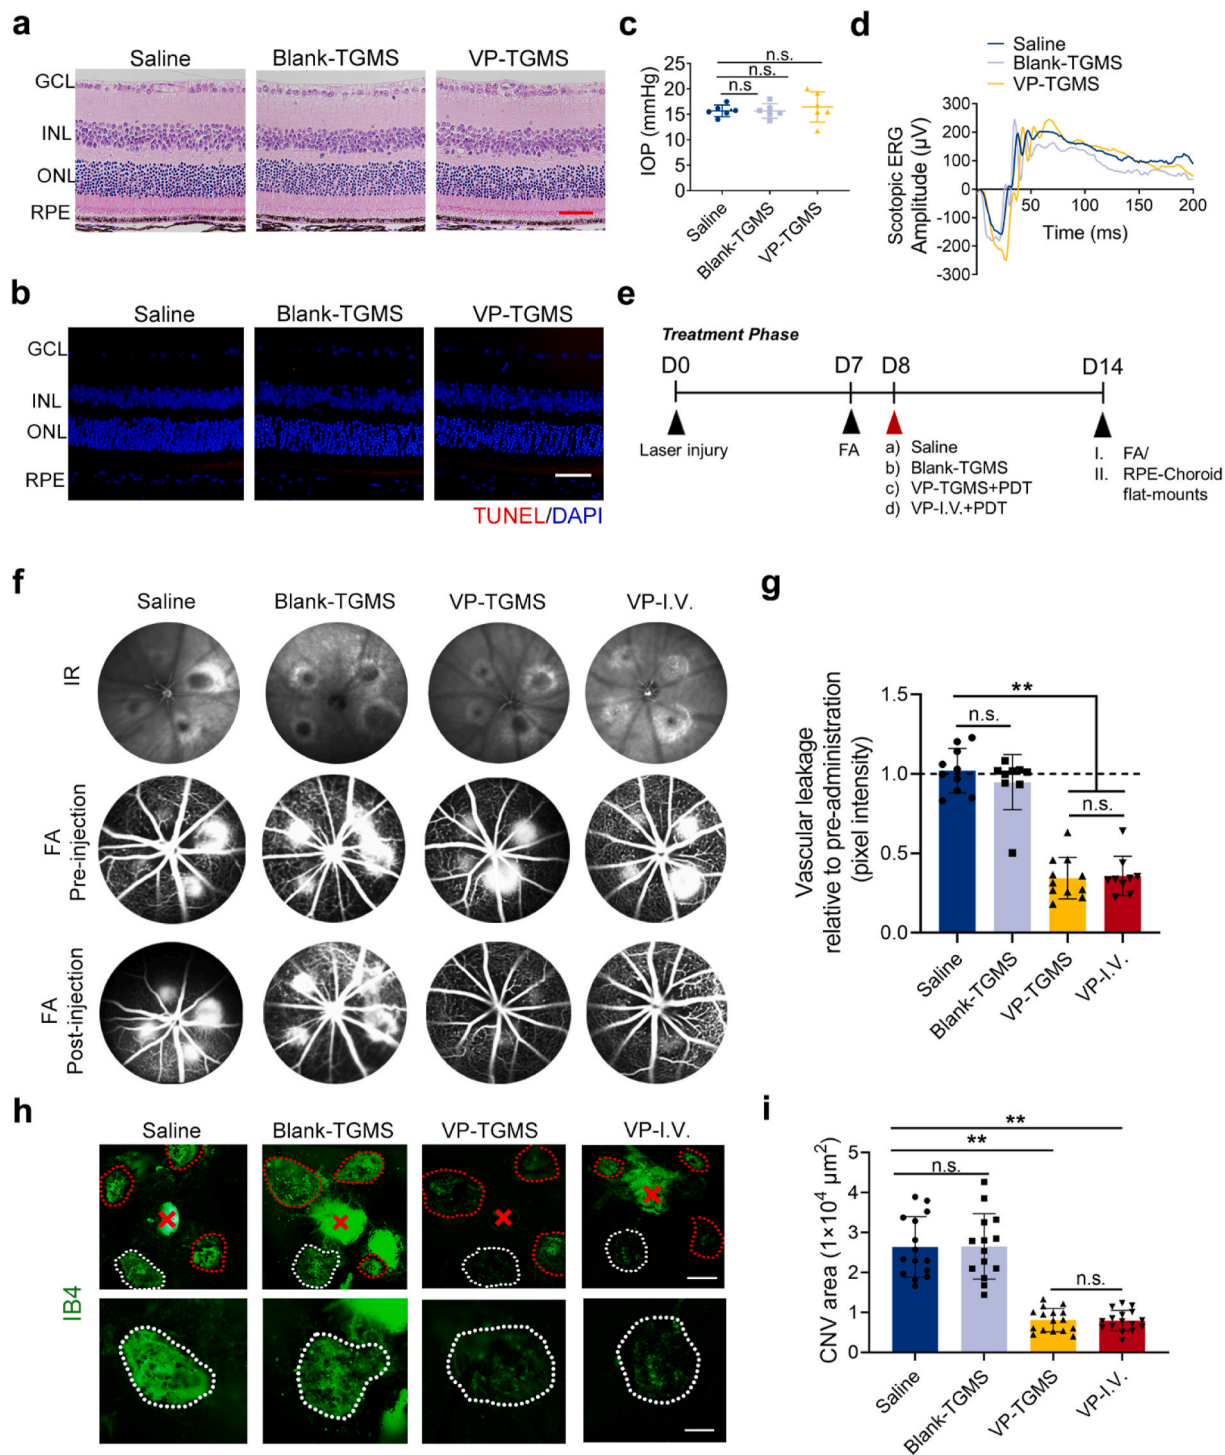 a
Saline
Blank-TGMS
VP-TGMS
GCL
INL
ONL
RPE
b
Saline
Blank-TGMS
VP-TGMS
GCL
INL
ONL
RPE
TUNEL/DAPI
c
n.s.
n.s.
n.s
IOP (mmHg)
25
20
15
10
5
0
Saline
Blank-TGMS
VP-TGMS
d
Saline
Blank-TGMS
VP-TGMS
Scotopic ERG
Amplitude (µV)
300
200
100
0
-100
-200
-300
50
100
150
200
Time (ms)
e
Treatment Phase
D0
D7
D8
D14
Laser injury
FA
a) Saline
b) Blank-TGMS
c) VP-TGMS+PDT
d) VP-I.V.+PDT
I. FA/
II. RPE-Choroid
flat-mounts
f
Saline
Blank-TGMS
VP-TGMS
VP-I.V.
IR
FA
Pre-injection
FA
Post-injection
g
Vascular leakage
relative to pre-administration
(pixel intensity)
1.5
1.0
0.5
0.0
**
n.s.
n.s.
Saline
Blank-TGMS
VP-TGMS
VP-I.V.
h
Saline
Blank-TGMS
VP-TGMS
VP-I.V.
IB4
i
CNV area (1×10⁴ µm²)
5
4
3
2
1
0
**
**
n.s.
n.s.
Saline
Blank-TGMS
VP-TGMS
VP-I.V.